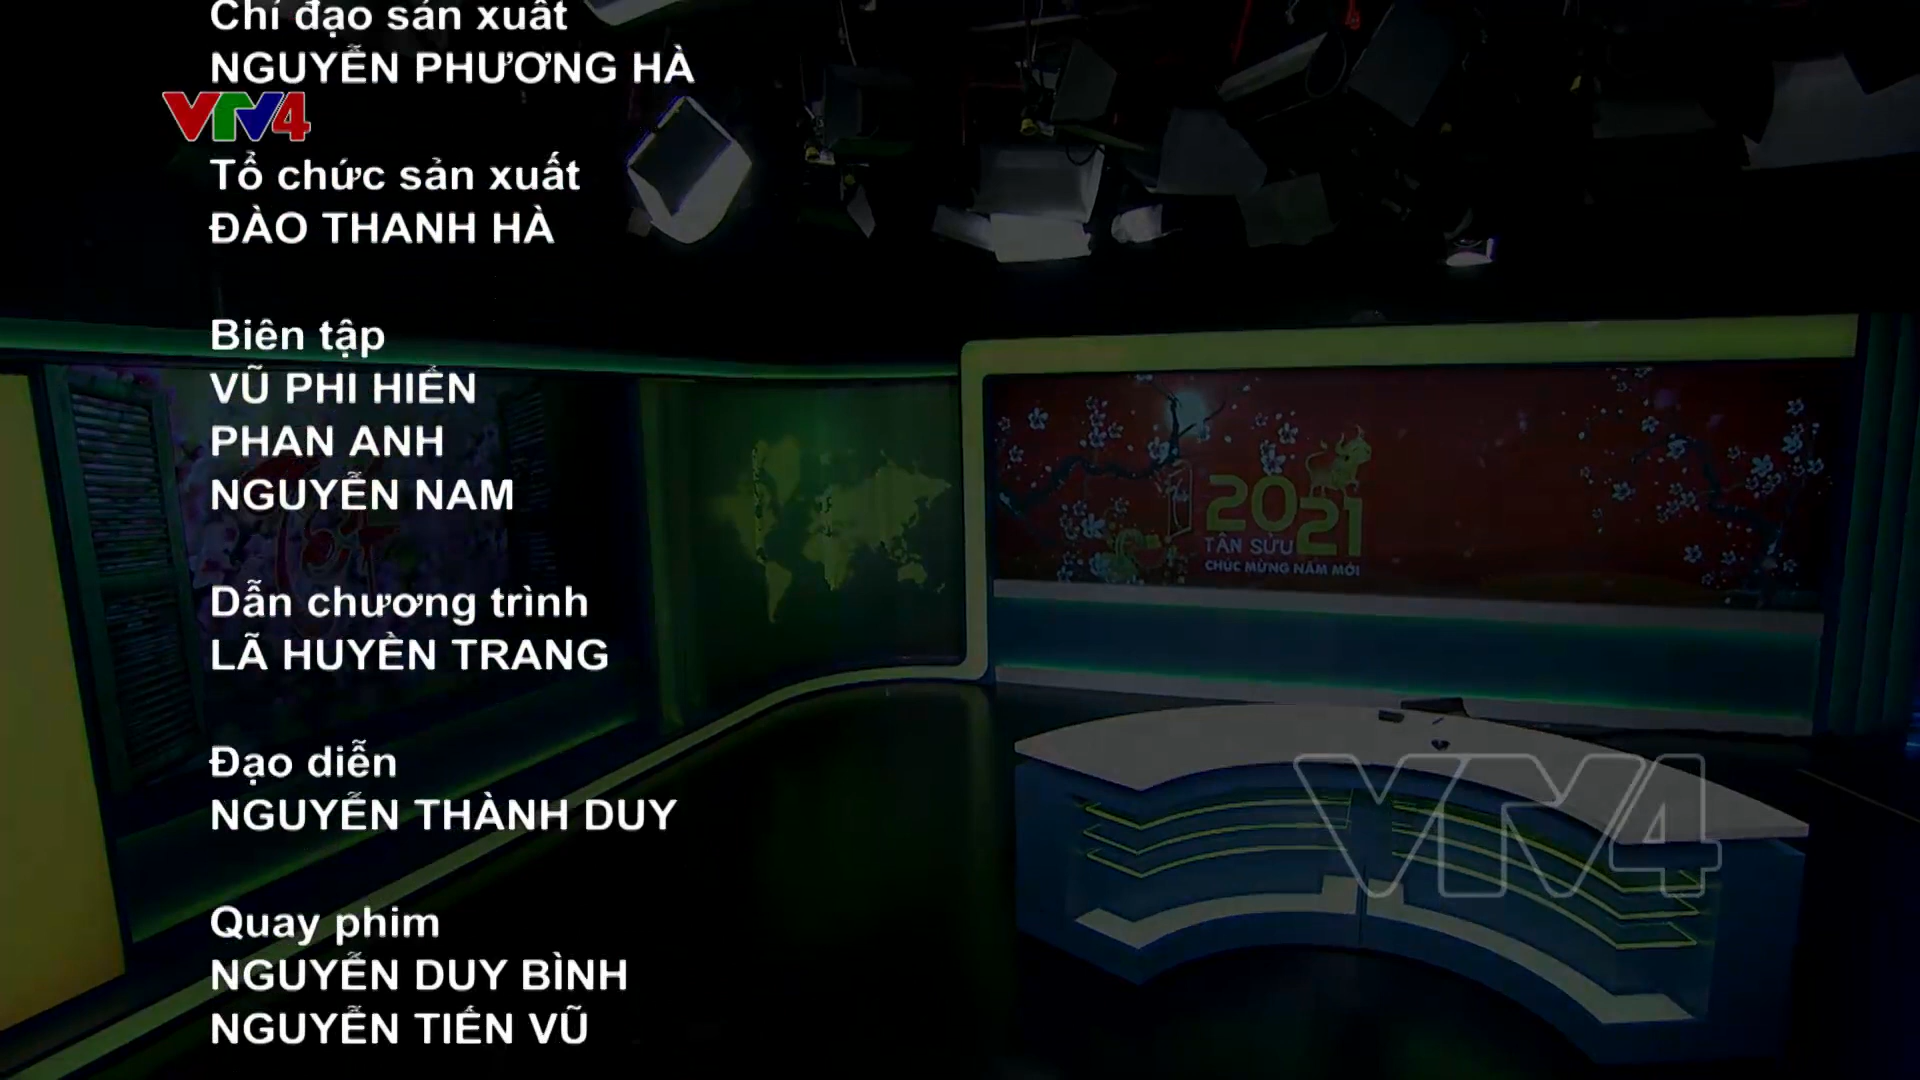 Chỉ đạo sản xuất
NGUYỄN PHƯƠNG HÀ
VTV4
Tổ chức sản xuất
ĐÀO THANH HÀ
Biên tập
VŨ PHI HIỂN
PHAN ANH
NGUYỄN NAM
Dẫn chương trình
LÃ HUYỀN TRANG
Đạo diễn
NGUYỄN THÀNH DUY
Quay phim
NGUYỄN DUY BÌNH
NGUYỄN TIẾN VŨ
2021
TÂN SỬU
CHÚC MỪNG NĂM MỚI
VTV4